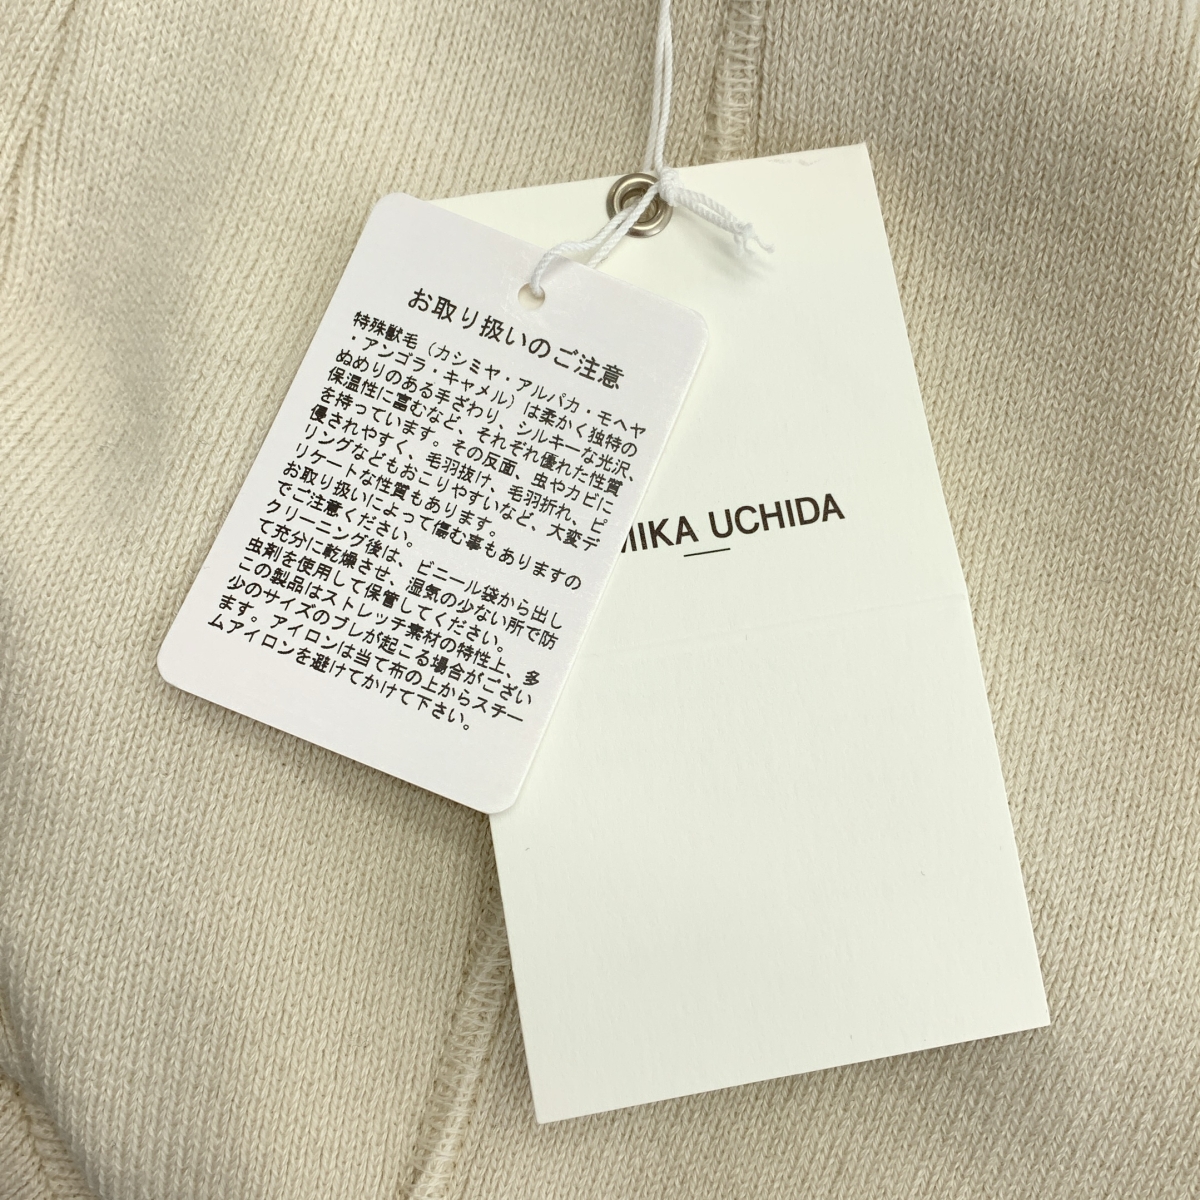 お取り扱いのご注意
特殊獣毛（カシミヤ・アルパカ・モヘヤ
・アンゴラ・キャメル）は柔かく独特の
ぬめりのある手ざわり、シルキーな光沢、
保温性に富むなど、それぞれ優れた性質
を持っています。その反面、虫やカビに
優されやすく、毛羽抜け、毛羽折れ、ピ
リングなどもおこりやすいなど、大変デ
リケートな性質もあります。
お取り扱いによって傷む事もありますの
でご注意ください。
クリーニング後は、ビニール袋から出し
て充分に乾燥させ、湿気の少ない所で防
虫剤を使用して保管してください。
この製品はストレッチ素材の特性上、多
少のサイズのブレが起こる場合がござい
ます。アイロンは当て布の上からスチー
ムアイロンを避けてかけて下さい。
MIKA UCHIDA